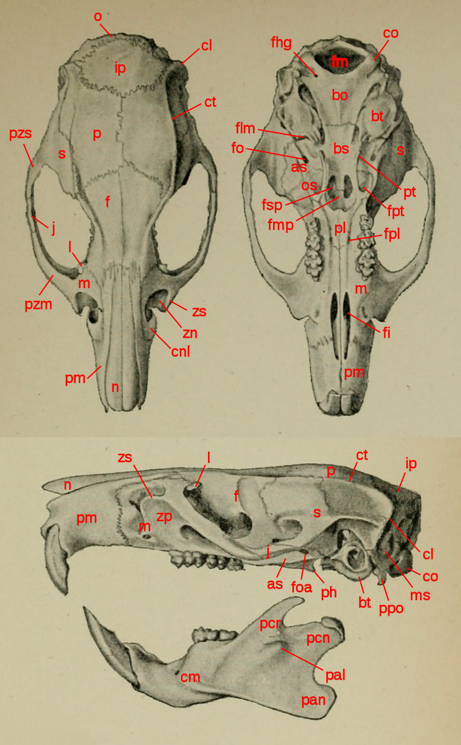 o
cl
ip
ct
p
pzs
s
f
j
l
m
pzm
zs
zn
cnl
pm
n
fhg
co
fm
bo
bt
flm
fo
bs
s
as
os
pt
fsp
fpt
fmp
pl
fpl
m
fi
pm
zs
l
p
ct
ip
n
f
pm
m
zp
s
j
cl
as
foa
ph
bt
ppo
ms
co
pcr
pcn
pal
cm
pan